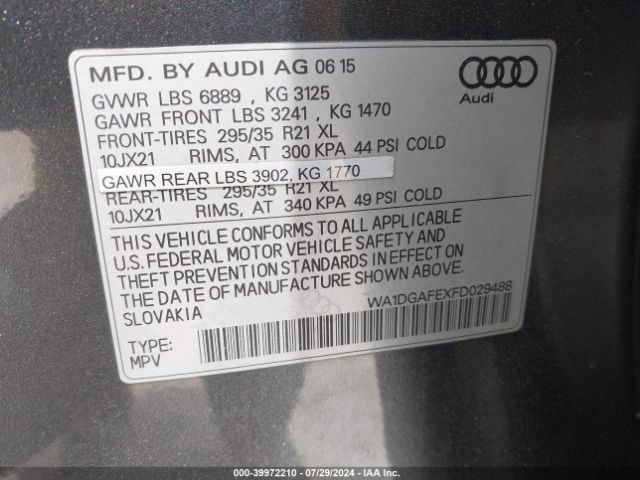 MFD. BY AUDI AG 06 15
Audi
GVWR LBS 6889 , KG 3125
GAWR FRONT LBS 3241 , KG 1470
FRONT-TIRES 295/35 R21 XL
10JX21 RIMS, AT 300 KPA 44 PSI COLD
GAWR REAR LBS 3902, KG 1770
REAR-TIRES 295/35 R21 XL
10JX21 RIMS, AT 340 KPA 49 PSI COLD
THIS VEHICLE CONFORMS TO ALL APPLICABLE
U.S. FEDERAL MOTOR VEHICLE SAFETY AND
THEFT PREVENTION STANDARDS IN EFFECT ON
THE DATE OF MANUFACTURE SHOWN ABOVE.
SLOVAKIA
WA1DGAFEXFD029488
TYPE:
MPV
000-39972210 - 07/29/2024 - IAA Inc.